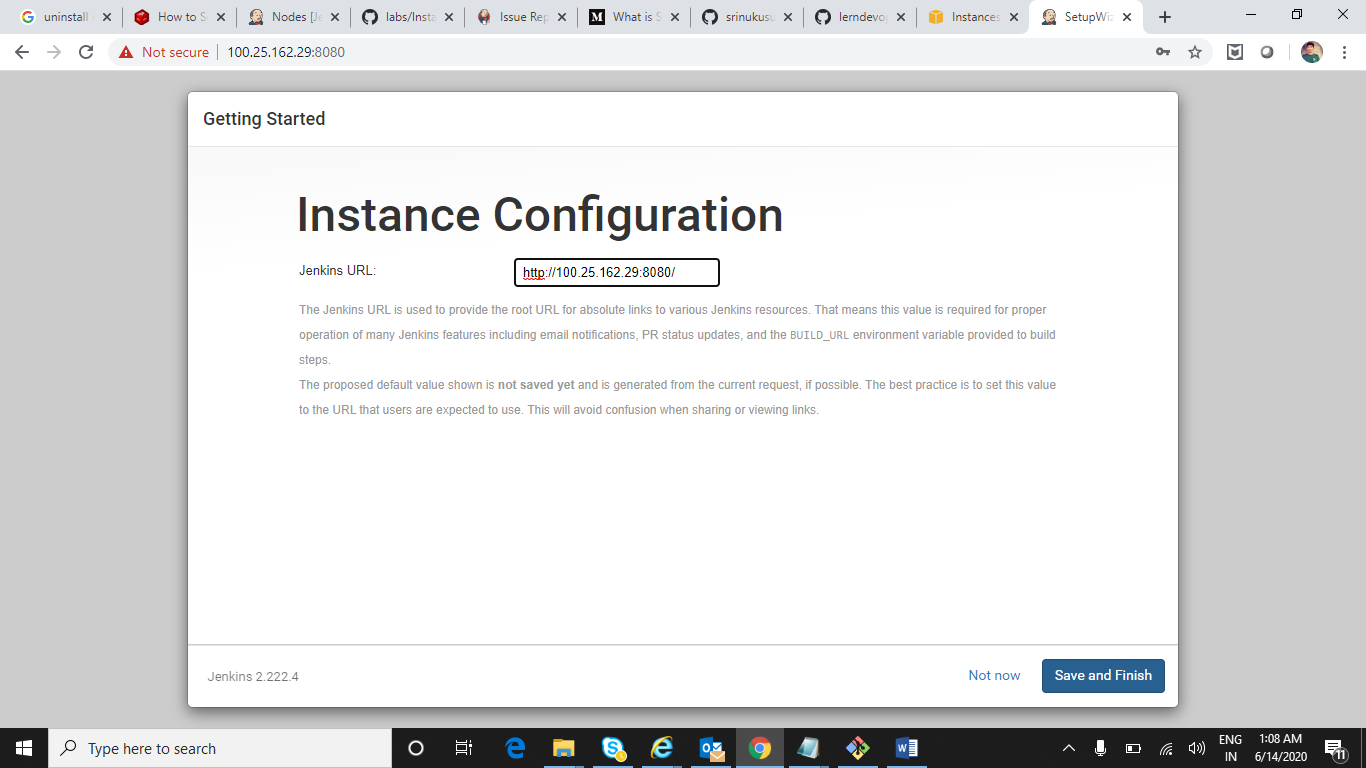 uninstall
How to S
Nodes [Je
labs/Insta
Issue Rep
What is S
srinukusu
lerndevop
Instances
SetupWiz
Not secure
100.25.162.29:8080
Getting Started
Instance Configuration
Jenkins URL:
http://100.25.162.29:8080/
The Jenkins URL is used to provide the root URL for absolute links to various Jenkins resources. That means this value is required for proper
operation of many Jenkins features including email notifications, PR status updates, and the BUILD_URL environment variable provided to build
steps.
The proposed default value shown is not saved yet and is generated from the current request, if possible. The best practice is to set this value
to the URL that users are expected to use. This will avoid confusion when sharing or viewing links.
Jenkins 2.222.4
Not now
Save and Finish
Type here to search
ENG
IN
1:08 AM
6/14/2020
11